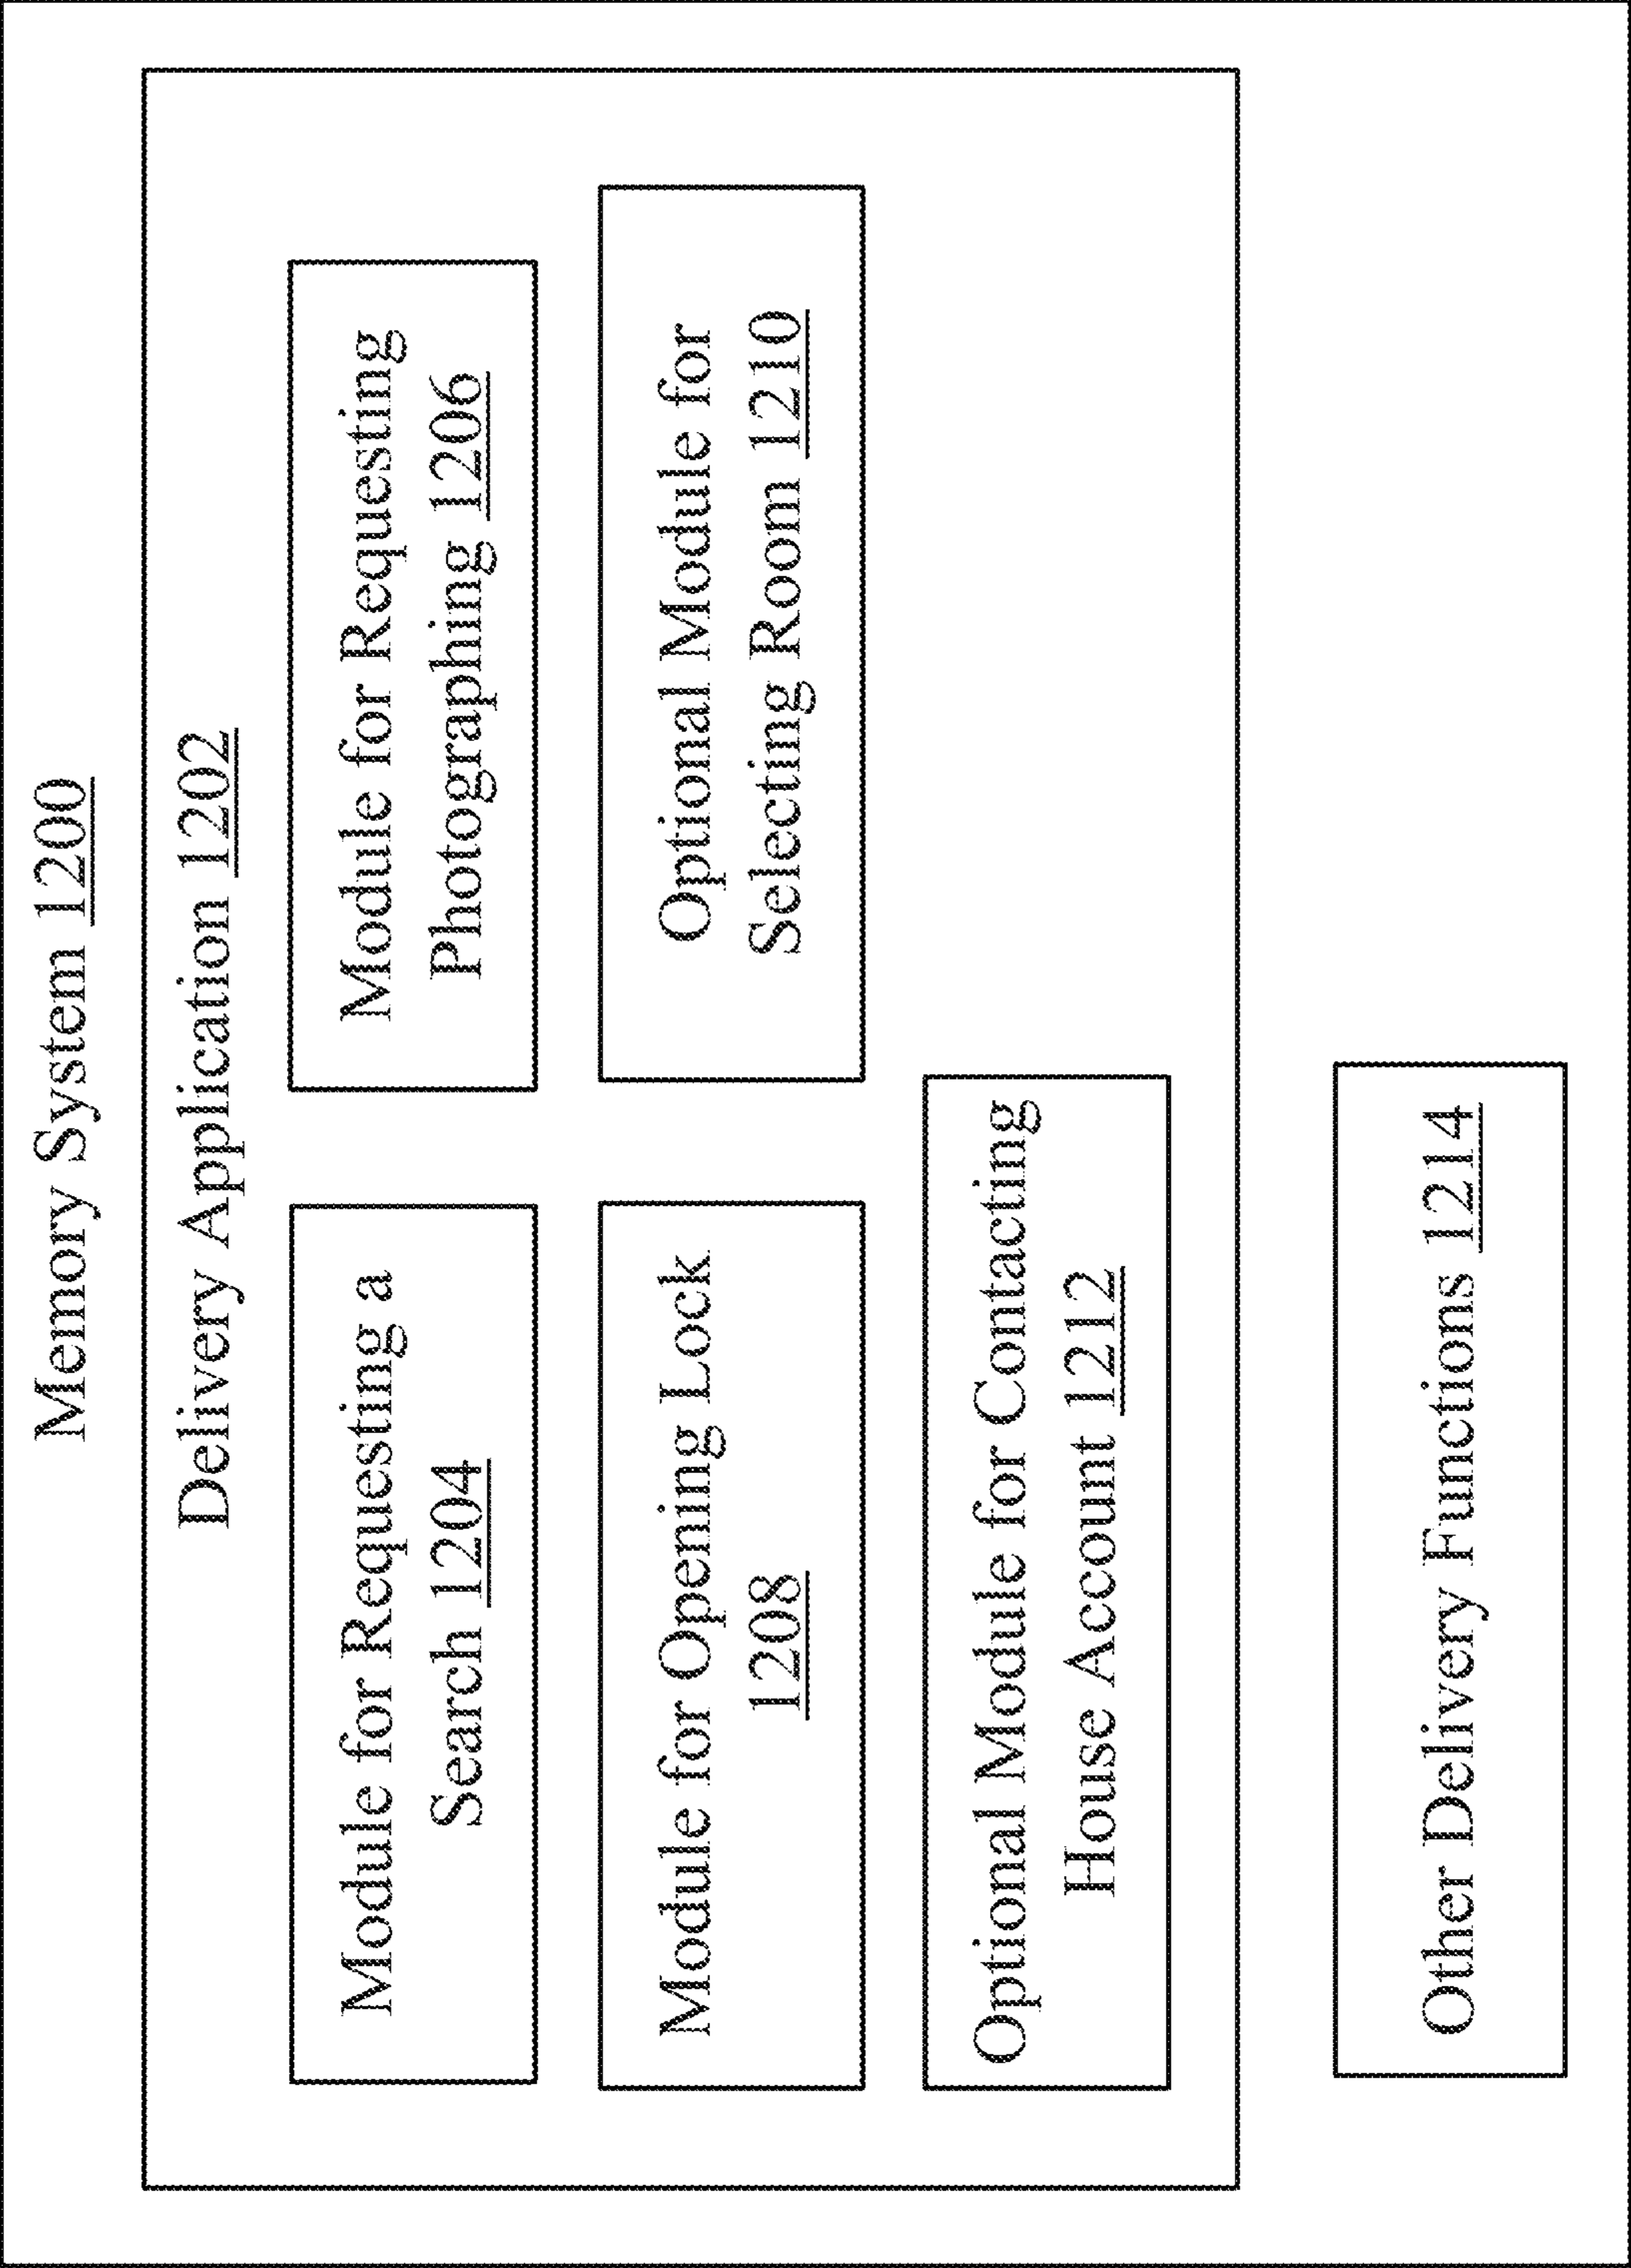 Memory System 1200
Delivery Application 1202
Module for Requesting a
Search 1204
Module for Requesting
Photographing 1206
Module for Opening Lock
1208
Optional Module for
Selecting Room 1210
Optional Module for Contacting
House Account 1212
Other Delivery Functions 1214